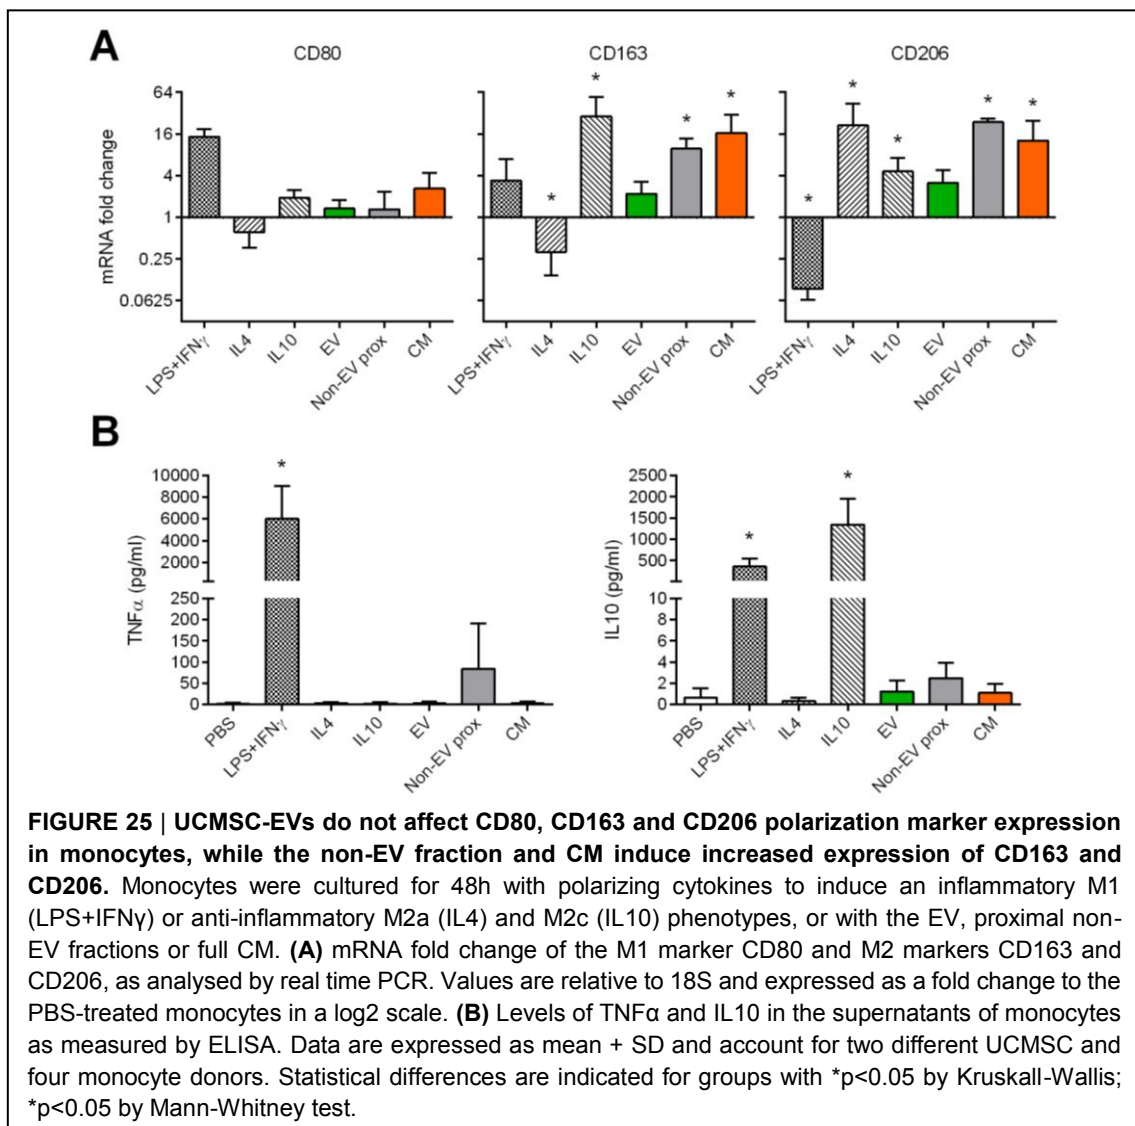 A
CD80 CD163 CD206
mRNA fold change
64
16
4
1
0.25
0.0625
* * * *
* * * * *
LPS+IFNγ IL4 IL10 EV Non-EV prox CM
LPS+IFNγ IL4 IL10 EV Non-EV prox CM
LPS+IFNγ IL4 IL10 EV Non-EV prox CM
B
TNFα (pg/ml)
10000
8000
6000
4000
2000
250
200
150
100
50
0
*
PBS LPS+IFNγ IL4 IL10 EV Non-EV prox CM
IL10 (pg/ml)
2500
2000
1500
1000
500
10
8
6
4
2
0
* *
PBS LPS+IFNγ IL4 IL10 EV Non-EV prox CM
FIGURE 25 | UCMSC-EVs do not affect CD80, CD163 and CD206 polarization marker expression
in monocytes, while the non-EV fraction and CM induce increased expression of CD163 and
CD206. Monocytes were cultured for 48h with polarizing cytokines to induce an inflammatory M1
(LPS+IFNγ) or anti-inflammatory M2a (IL4) and M2c (IL10) phenotypes, or with the EV, proximal non-
EV fractions or full CM. (A) mRNA fold change of the M1 marker CD80 and M2 markers CD163 and
CD206, as analysed by real time PCR. Values are relative to 18S and expressed as a fold change to the
PBS-treated monocytes in a log2 scale. (B) Levels of TNFα and IL10 in the supernatants of monocytes
as measured by ELISA. Data are expressed as mean + SD and account for two different UCMSC and
four monocyte donors. Statistical differences are indicated for groups with *p<0.05 by Kruskall-Wallis;
*p<0.05 by Mann-Whitney test.